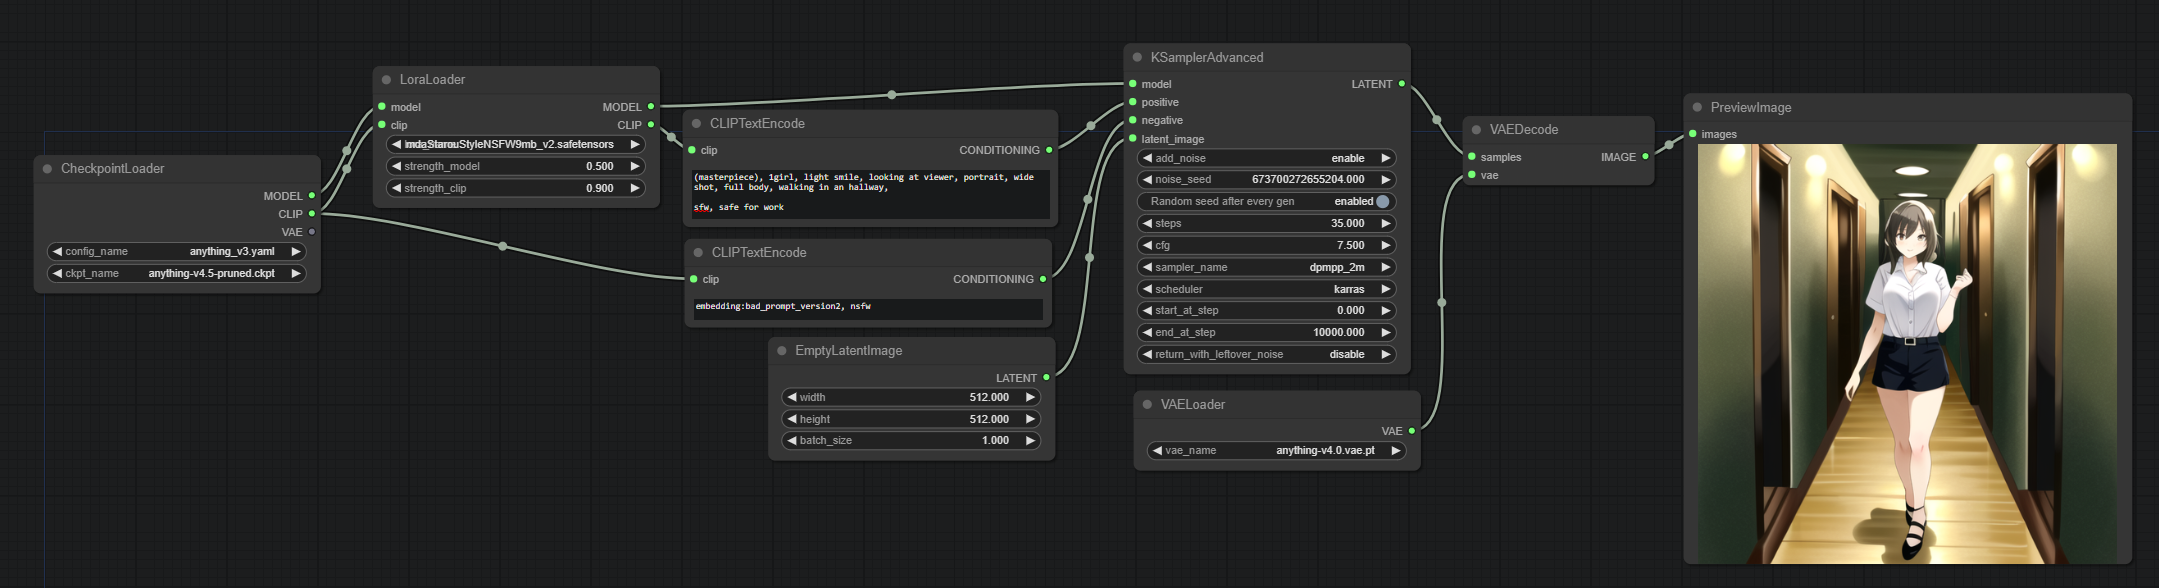 CheckpointLoader
MODEL
CLIP
VAE
config_name anything_v3.yaml
ckpt_name anything-v4.5-pruned.ckpt
LoraLoader
model MODEL
clip CLIP
StyleNSFW9mb_v2.safetensors
strength_model 0.500
strength_clip 0.900
CLIPTextEncode
clip CONDITIONING
(masterpiece), 1girl, light smile, looking at viewer, portrait, wide
shot, full body, walking in an hallway,
sfw, safe for work
CLIPTextEncode
clip CONDITIONING
embedding:bad_prompt_version2, nsfw
EmptyLatentImage
LATENT
width 512.000
height 512.000
batch_size 1.000
KSamplerAdvanced
model LATENT
positive
negative
latent_image
add_noise enable
noise_seed 673700272655204.000
Random seed after every gen enabled
steps 35.000
cfg 7.500
sampler_name dpmpp_2m
scheduler karras
start_at_step 0.000
end_at_step 10000.000
return_with_leftover_noise disable
VAELoader
VAE
vae_name anything-v4.0.vae.pt
VAEDecode
samples IMAGE
vae
PreviewImage
images